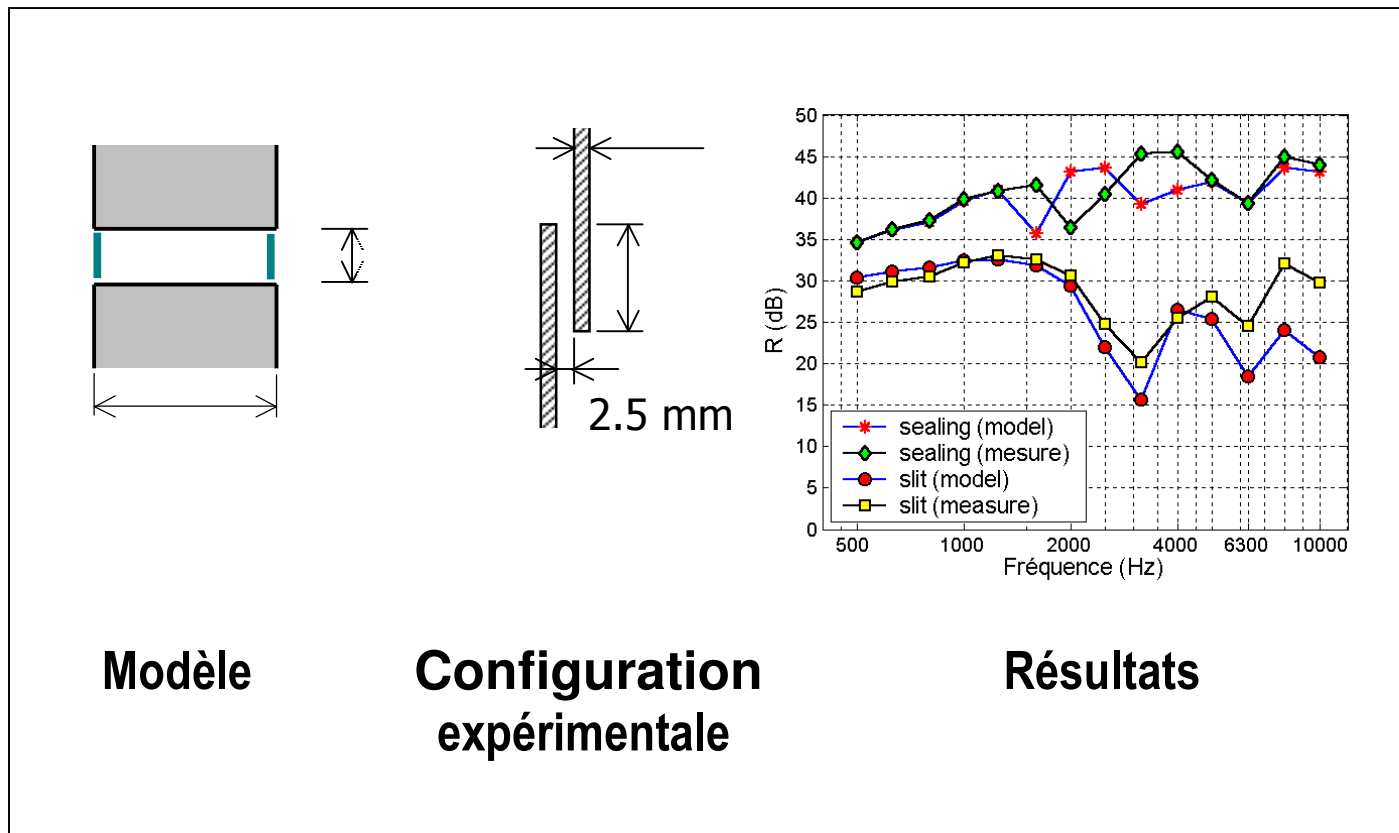 2.5 mm
50
45
40
35
30
25
20
15
10
5
0
R (dB)
sealing (model)
sealing (mesure)
slit (model)
slit (measure)
500 1000 2000 4000 6300 10000
Fréquence (Hz)
Modèle
Configuration
expérimentale
Résultats